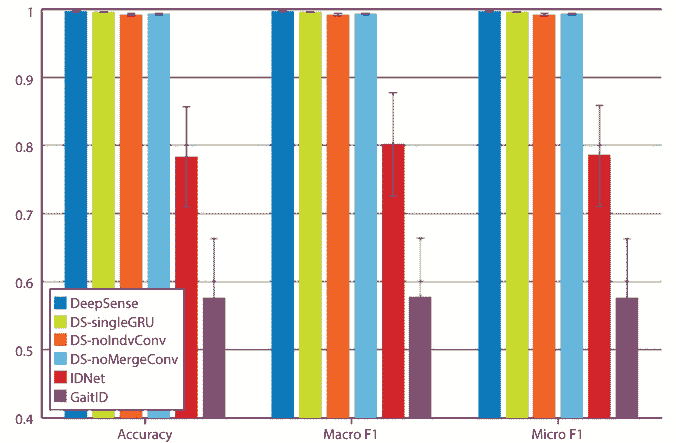 1
0.9
0.8
0.7
0.6
0.5
0.4
DeepSense
DS-singleGRU
DS-noIndvConv
DS-noMergeConv
IDNet
GaitID
Accuracy
Macro F1
Micro F1